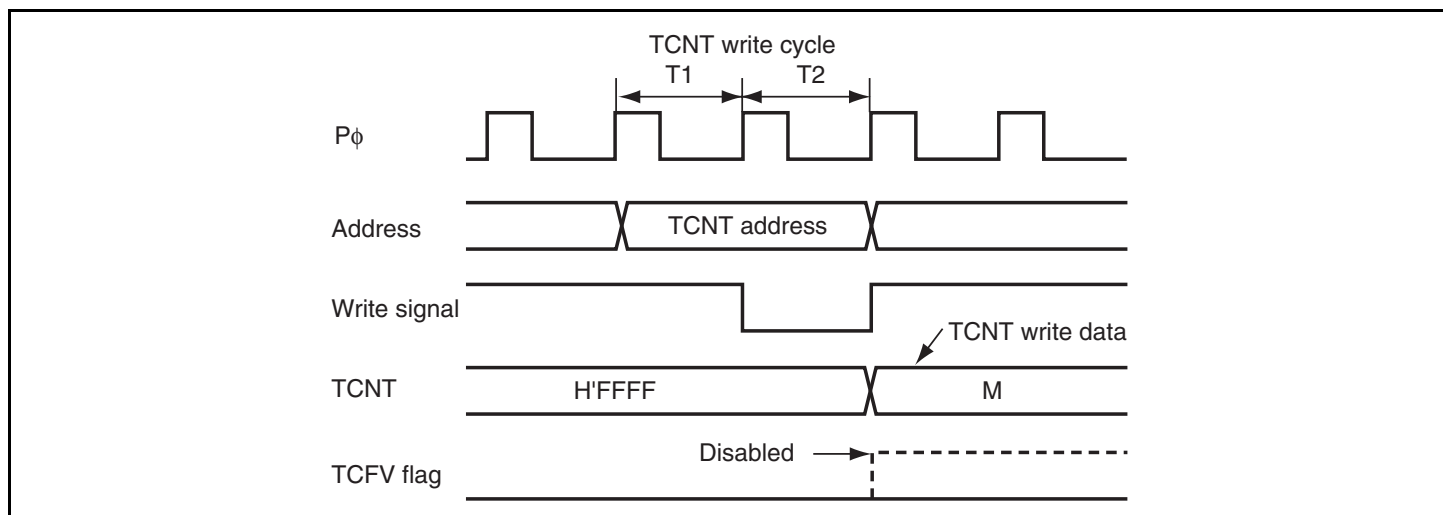 TCNT write cycle
T1 T2
Pϕ
Address TCNT address
Write signal
TCNT write data
TCNT H'FFFF M
Disabled
TCFV flag